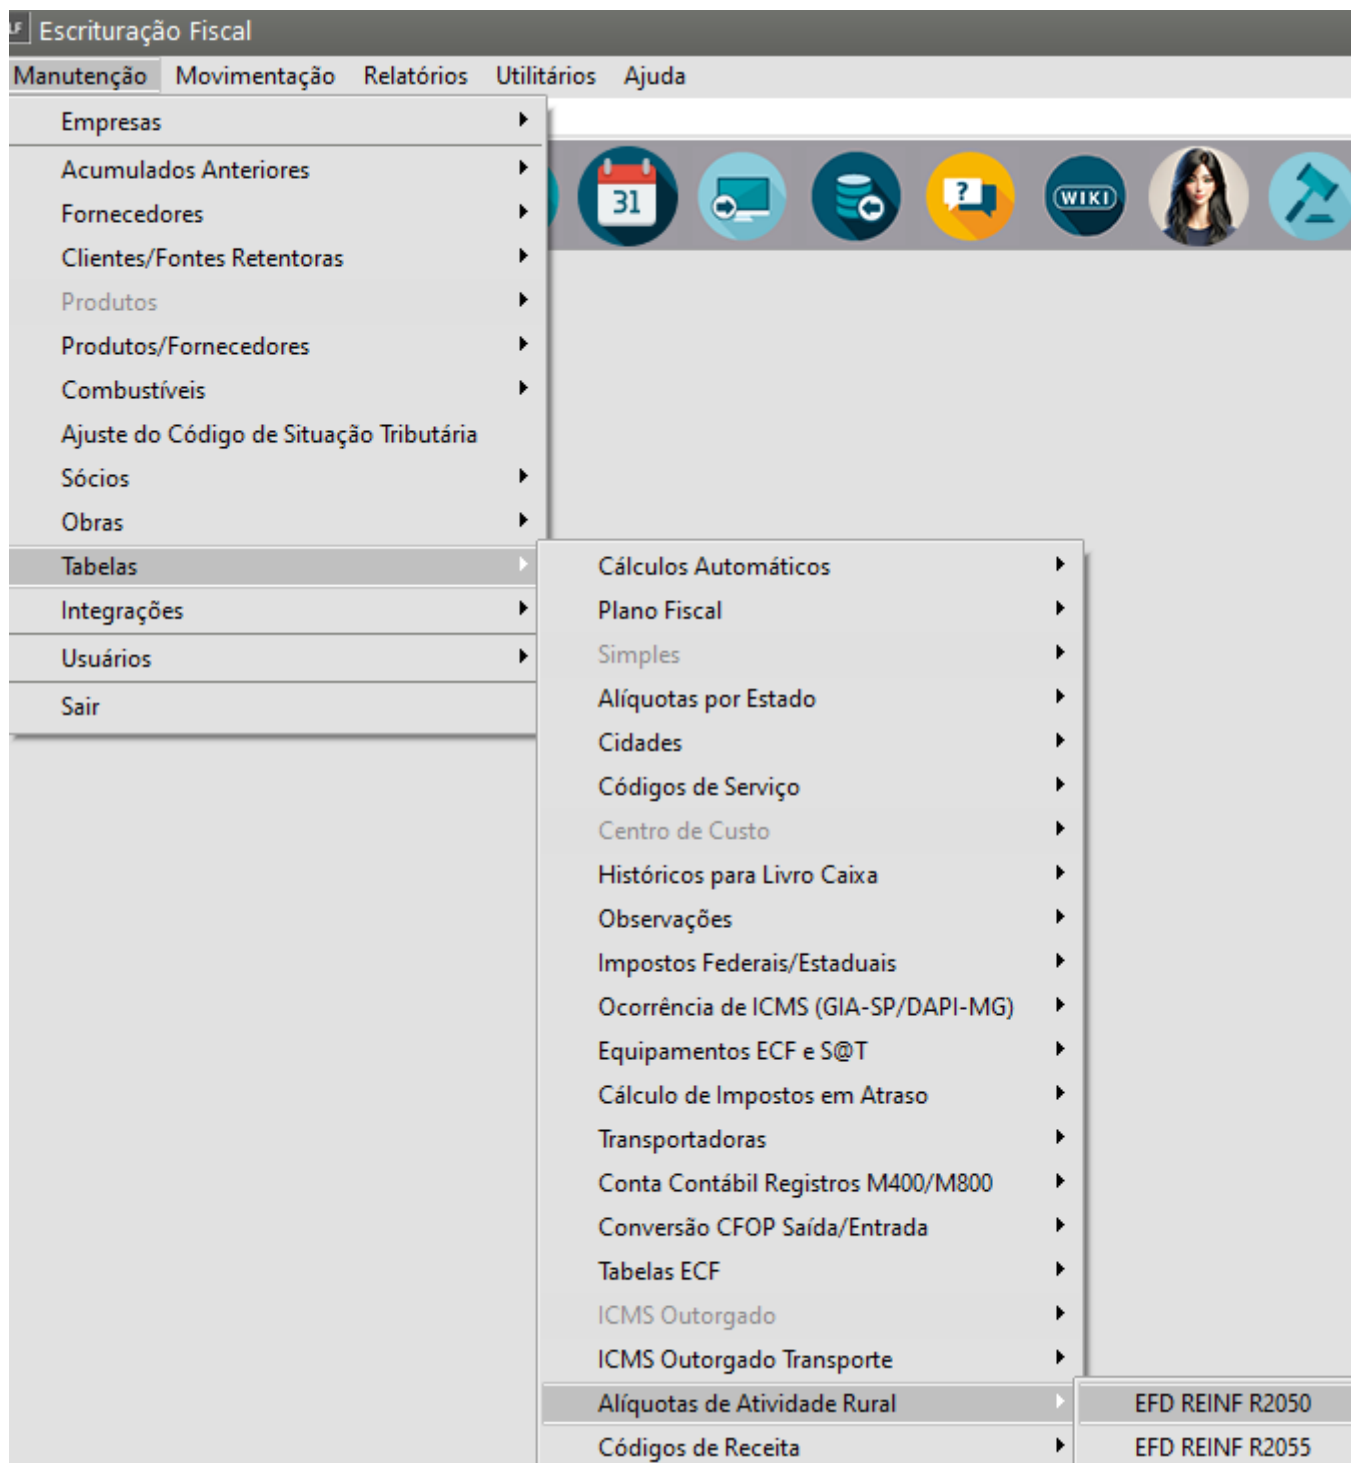 LF Escrituração Fiscal
Manutenção Movimentação Relatórios Utilitários Ajuda
Empresas
Acumulados Anteriores
Fornecedores
Clientes/Fontes Retentoras
Produtos
Produtos/Fornecedores
Combustíveis
Ajuste do Código de Situação Tributária
Sócios
Obras
Tabelas
Integrações
Usuários
Sair
31
?
WIKI
Cálculos Automáticos
Plano Fiscal
Simples
Alíquotas por Estado
Cidades
Códigos de Serviço
Centro de Custo
Históricos para Livro Caixa
Observações
Impostos Federais/Estaduais
Ocorrência de ICMS (GIA-SP/DAPI-MG)
Equipamentos ECF e S@T
Cálculo de Impostos em Atraso
Transportadoras
Conta Contábil Registros M400/M800
Conversão CFOP Saída/Entrada
Tabelas ECF
ICMS Outorgado
ICMS Outorgado Transporte
Alíquotas de Atividade Rural
Códigos de Receita
EFD REINF R2050
EFD REINF R2055